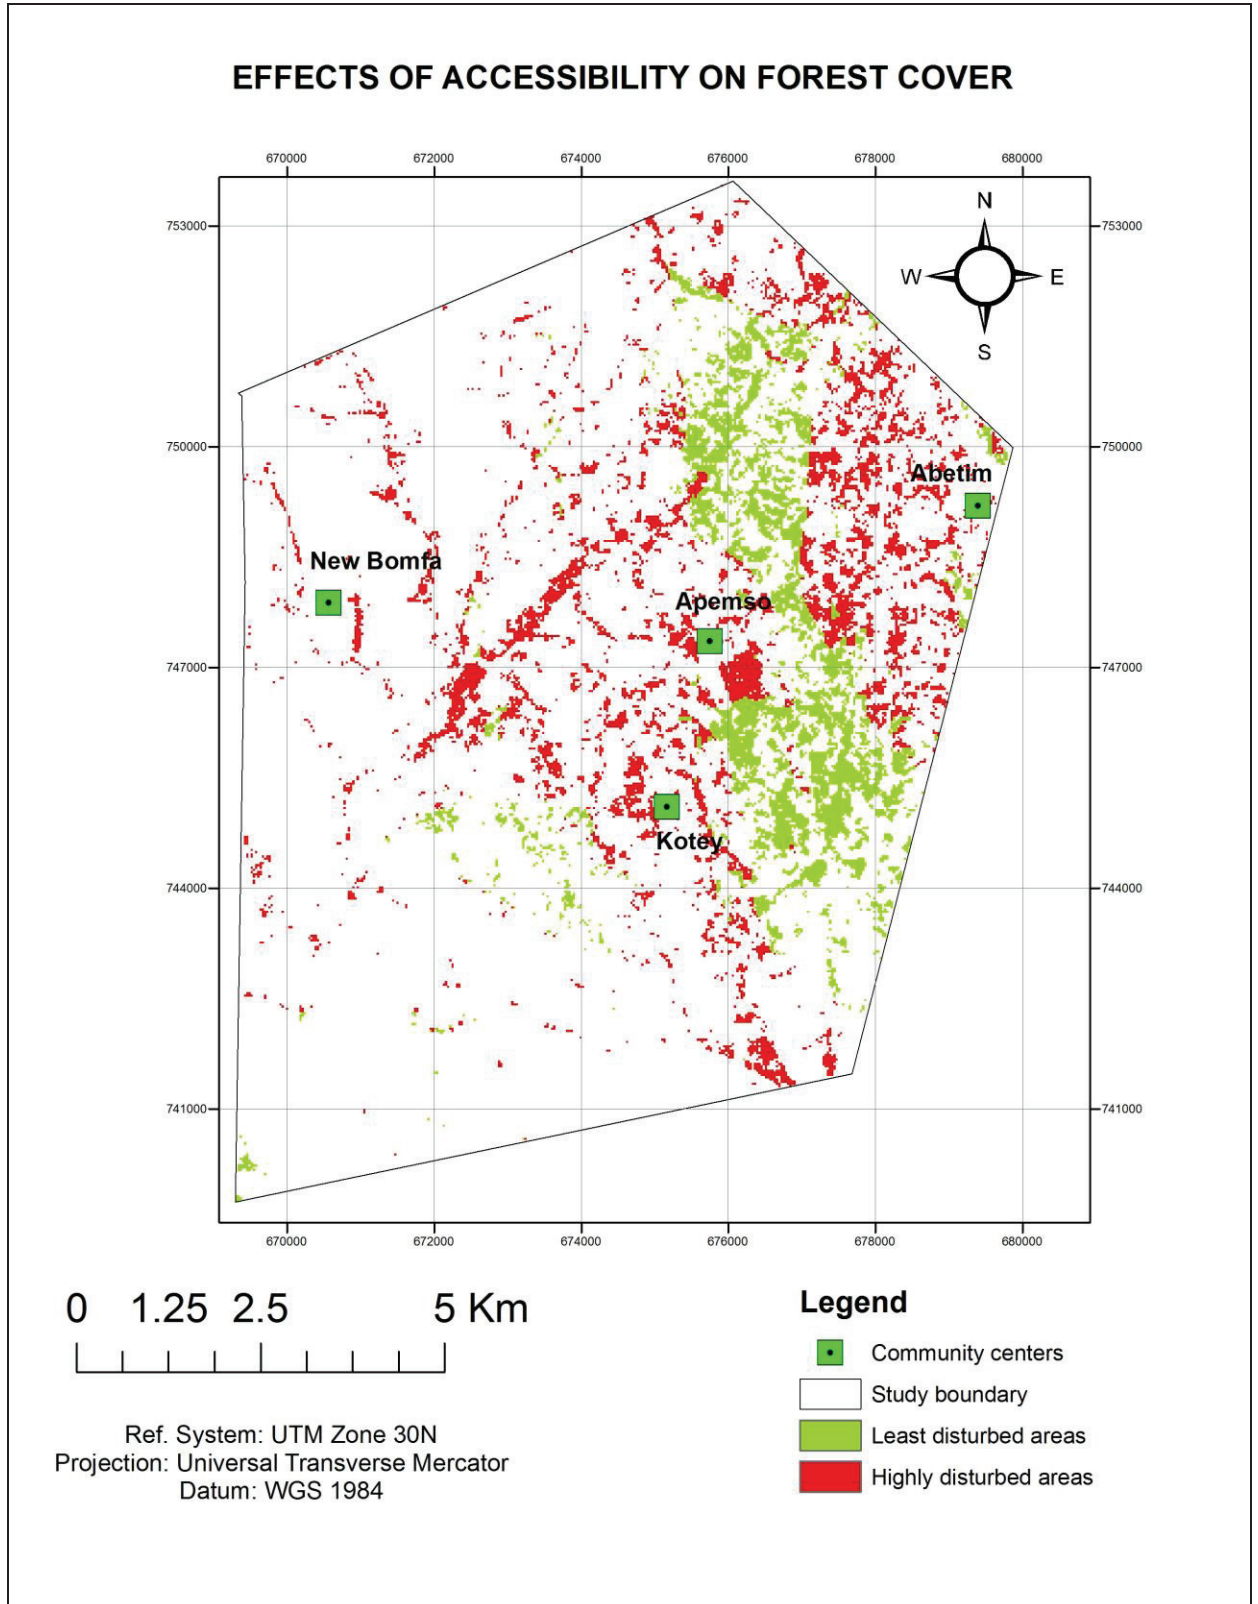 EFFECTS OF ACCESSIBILITY ON FOREST COVER
670000 672000 674000 676000 678000 680000
N
753000 753000
W E
S
750000 750000
Abetim
New Bomfa
Apemso
747000 747000
Kotey
744000 744000
741000 741000
670000 672000 674000 676000 678000 680000
0 1.25 2.5 5 Km
Ref. System: UTM Zone 30N
Projection: Universal Transverse Mercator
Datum: WGS 1984
Legend
Community centers
Study boundary
Least disturbed areas
Highly disturbed areas